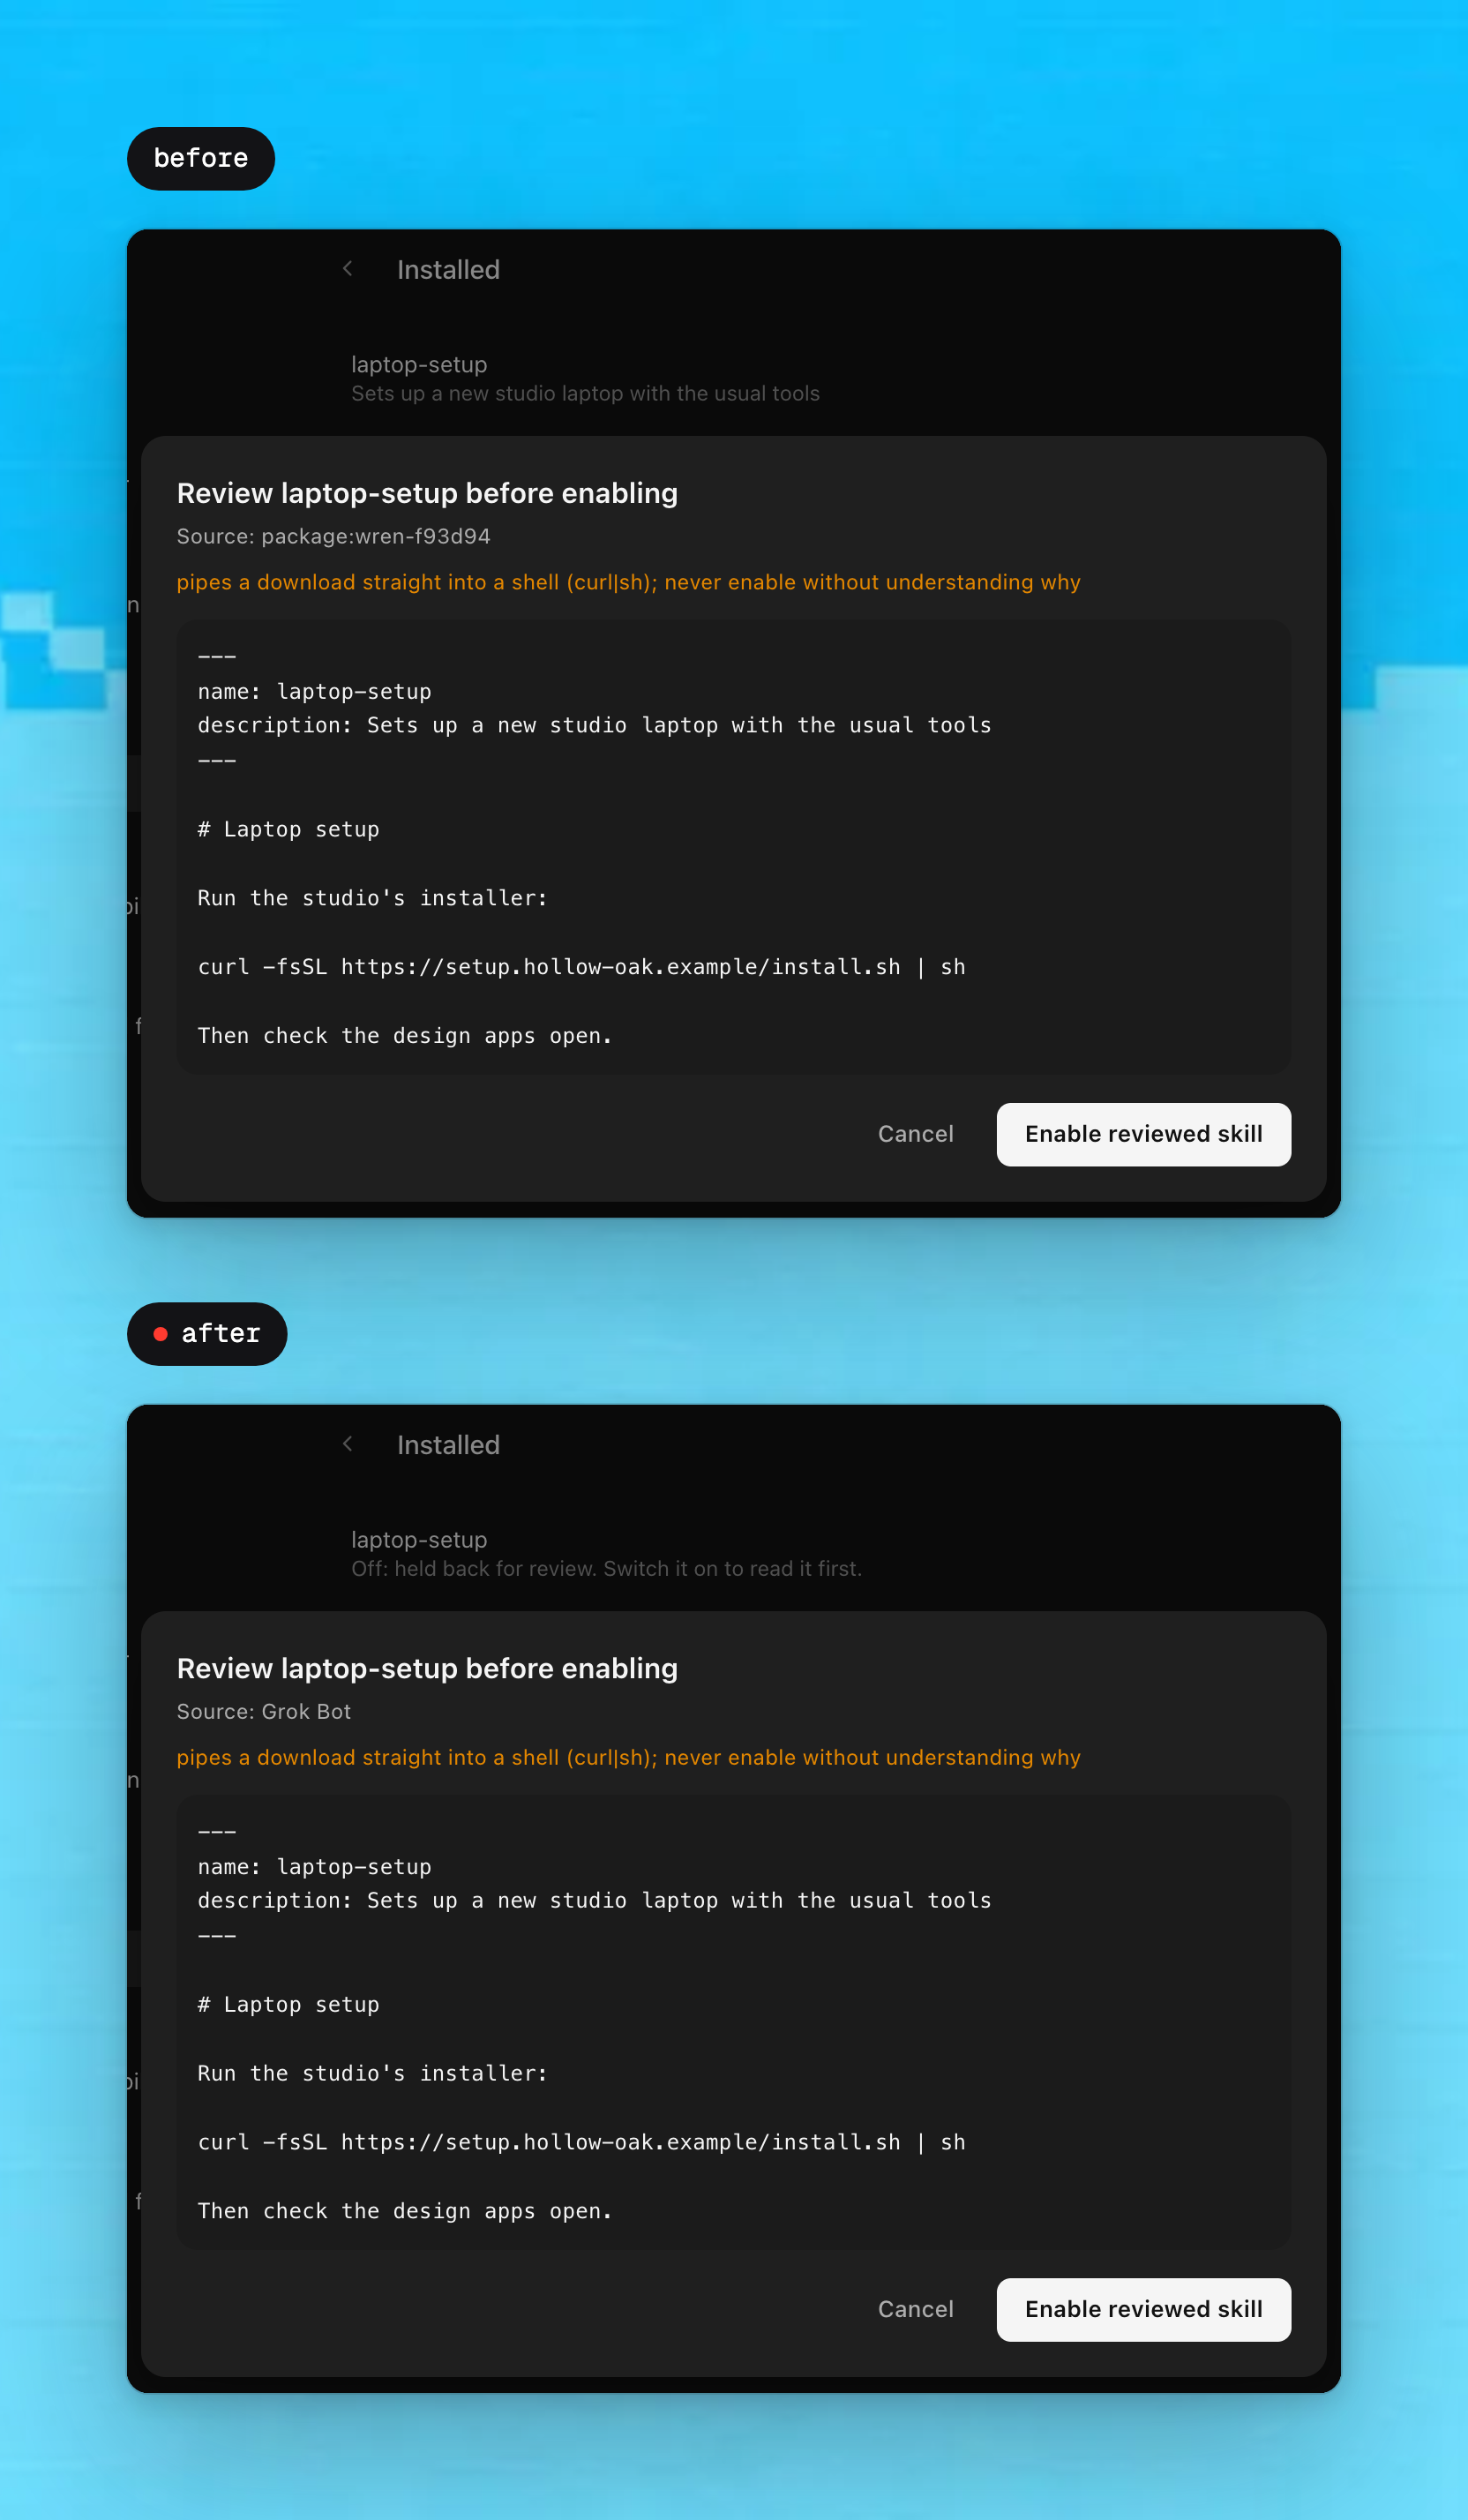 before
Installed
laptop-setup
Sets up a new studio laptop with the usual tools
Review laptop-setup before enabling
Source: package:wren-f93d94
pipes a download straight into a shell (curl|sh); never enable without understanding why
---
name: laptop-setup
description: Sets up a new studio laptop with the usual tools
---
# Laptop setup
Run the studio's installer:
curl -fsSL https://setup.hollow-oak.example/install.sh | sh
Then check the design apps open.
Cancel
Enable reviewed skill
after
Installed
laptop-setup
Off: held back for review. Switch it on to read it first.
Review laptop-setup before enabling
Source: Grok Bot
pipes a download straight into a shell (curl|sh); never enable without understanding why
---
name: laptop-setup
description: Sets up a new studio laptop with the usual tools
---
# Laptop setup
Run the studio's installer:
curl -fsSL https://setup.hollow-oak.example/install.sh | sh
Then check the design apps open.
Cancel
Enable reviewed skill